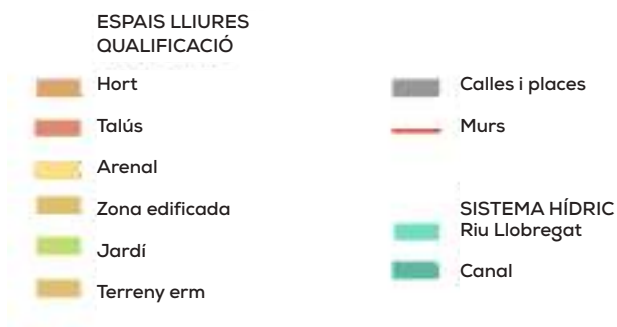 ESPAIS LLIURES
QUALIFICACIÓ
Hort
Talús
Arenal
Zona edificada
Jardí
Terreny erm
Calles i places
Murs
SISTEMA HÍDRIC
Riu Llobregat
Canal